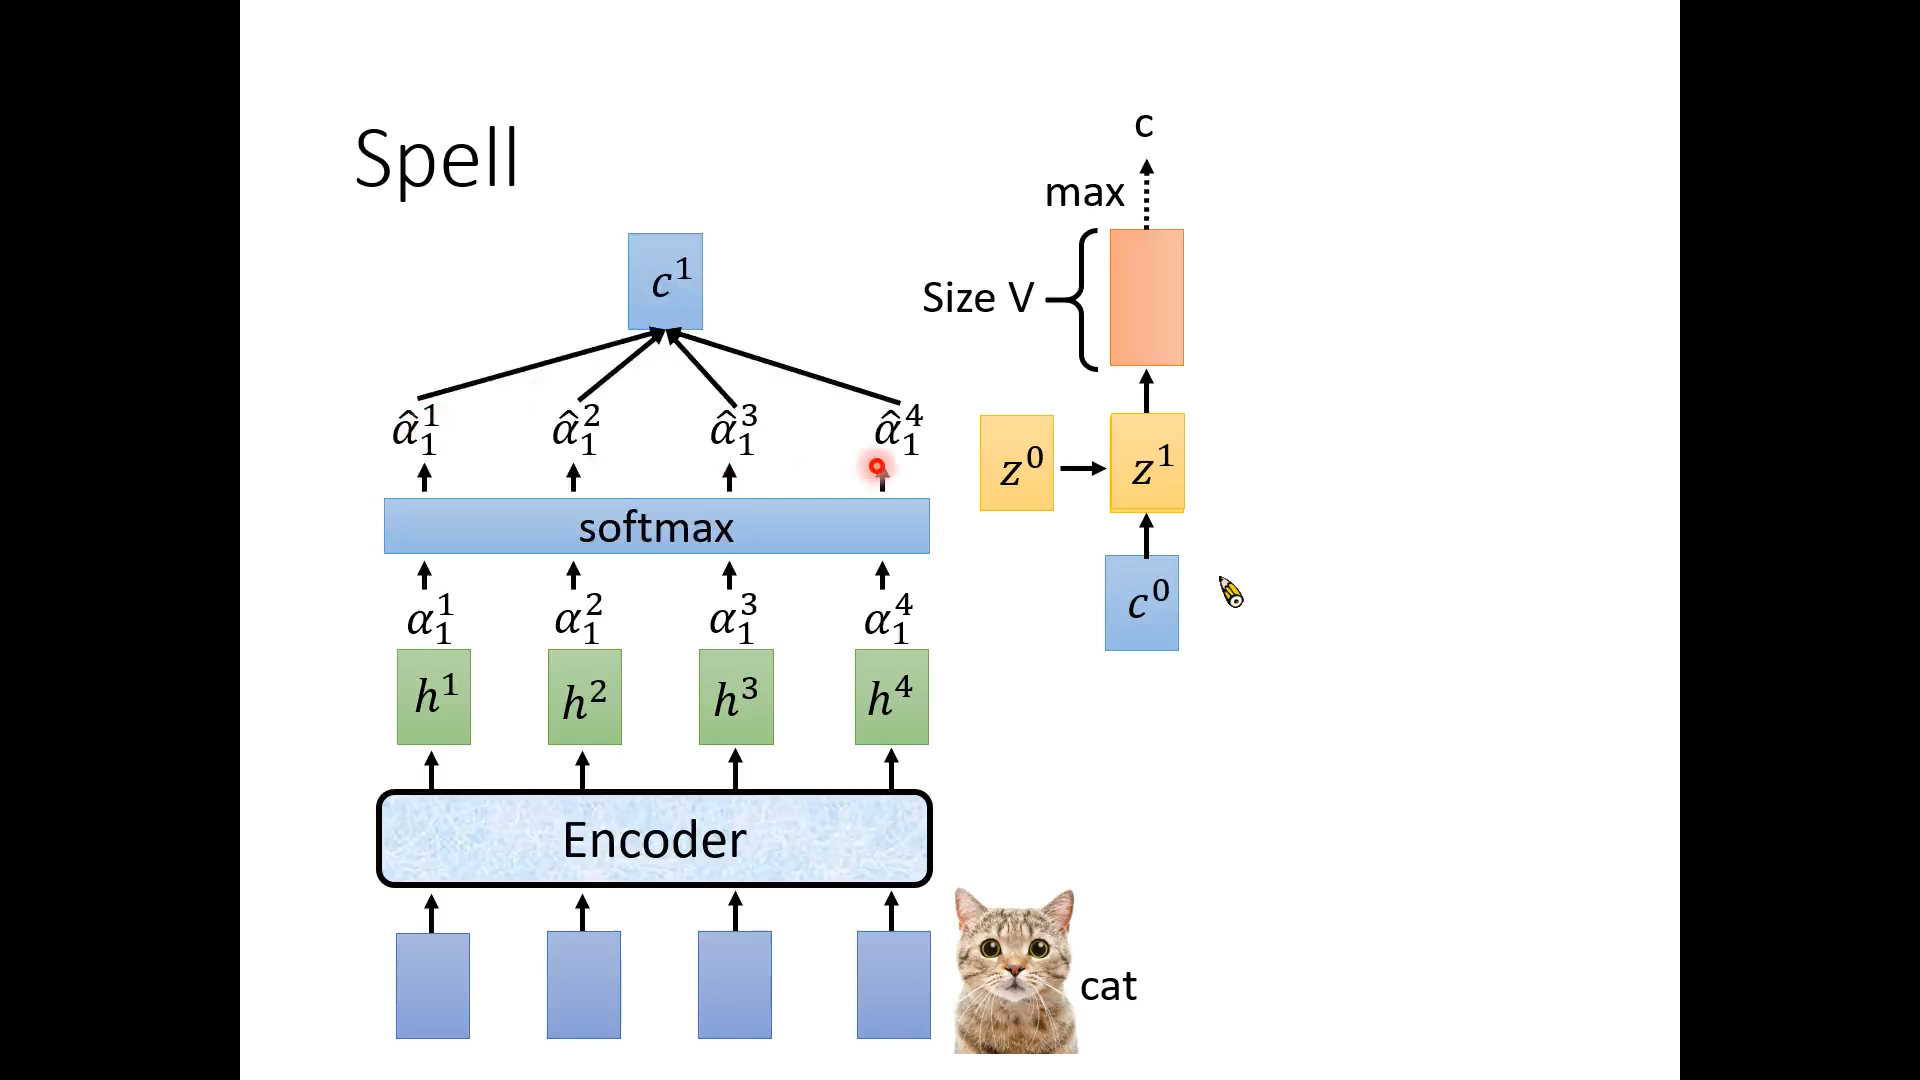 Spell
c
max
Size V
c¹
α̂₁¹ α̂₁² α̂₁³ α̂₁⁴
z⁰ z¹
softmax
c⁰
α₁¹ α₁² α₁³ α₁⁴
h¹ h² h³ h⁴
Encoder
cat